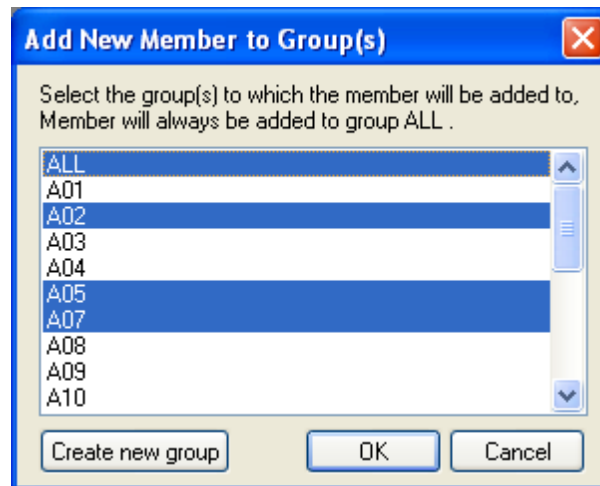 Add New Member to Group(s)
Select the group(s) to which the member will be added to,
Member will always be added to group ALL .
ALL
A01
A02
A03
A04
A05
A07
A08
A09
A10
Create new group
OK
Cancel